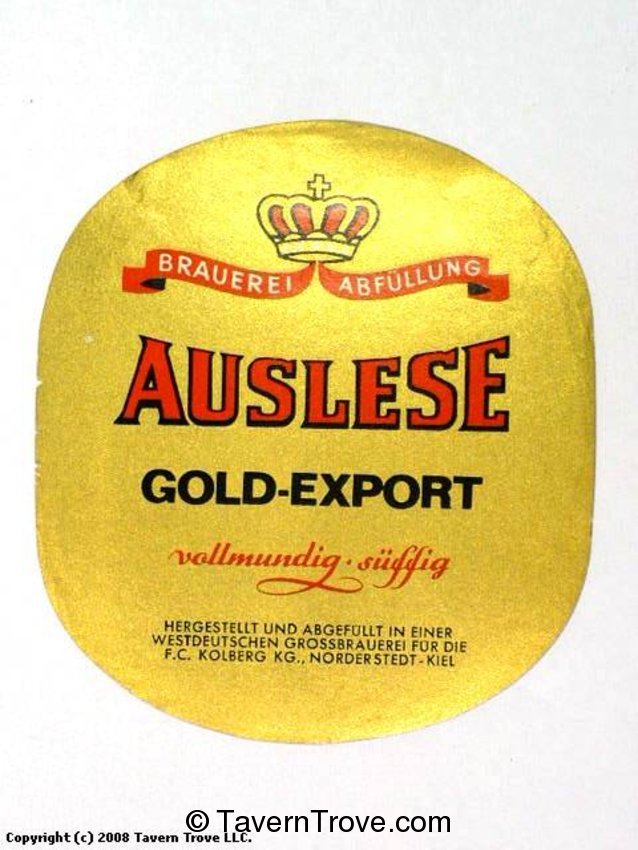 BRAUEREI ABFÜLLUNG
AUSLESE
GOLD-EXPORT
vollmundig · süffig
HERGESTELLT UND ABGEFÜLLT IN EINER
WESTDEUTSCHEN GROSSBRAUEREI FÜR DIE
F.C. KOLBERG KG., NORDERSTEDT-KIEL
© TavernTrove.com
Copyright (c) 2008 Tavern Trove LLC.